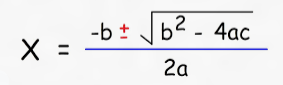 X = (-b ± √(b² - 4ac)) / 2a